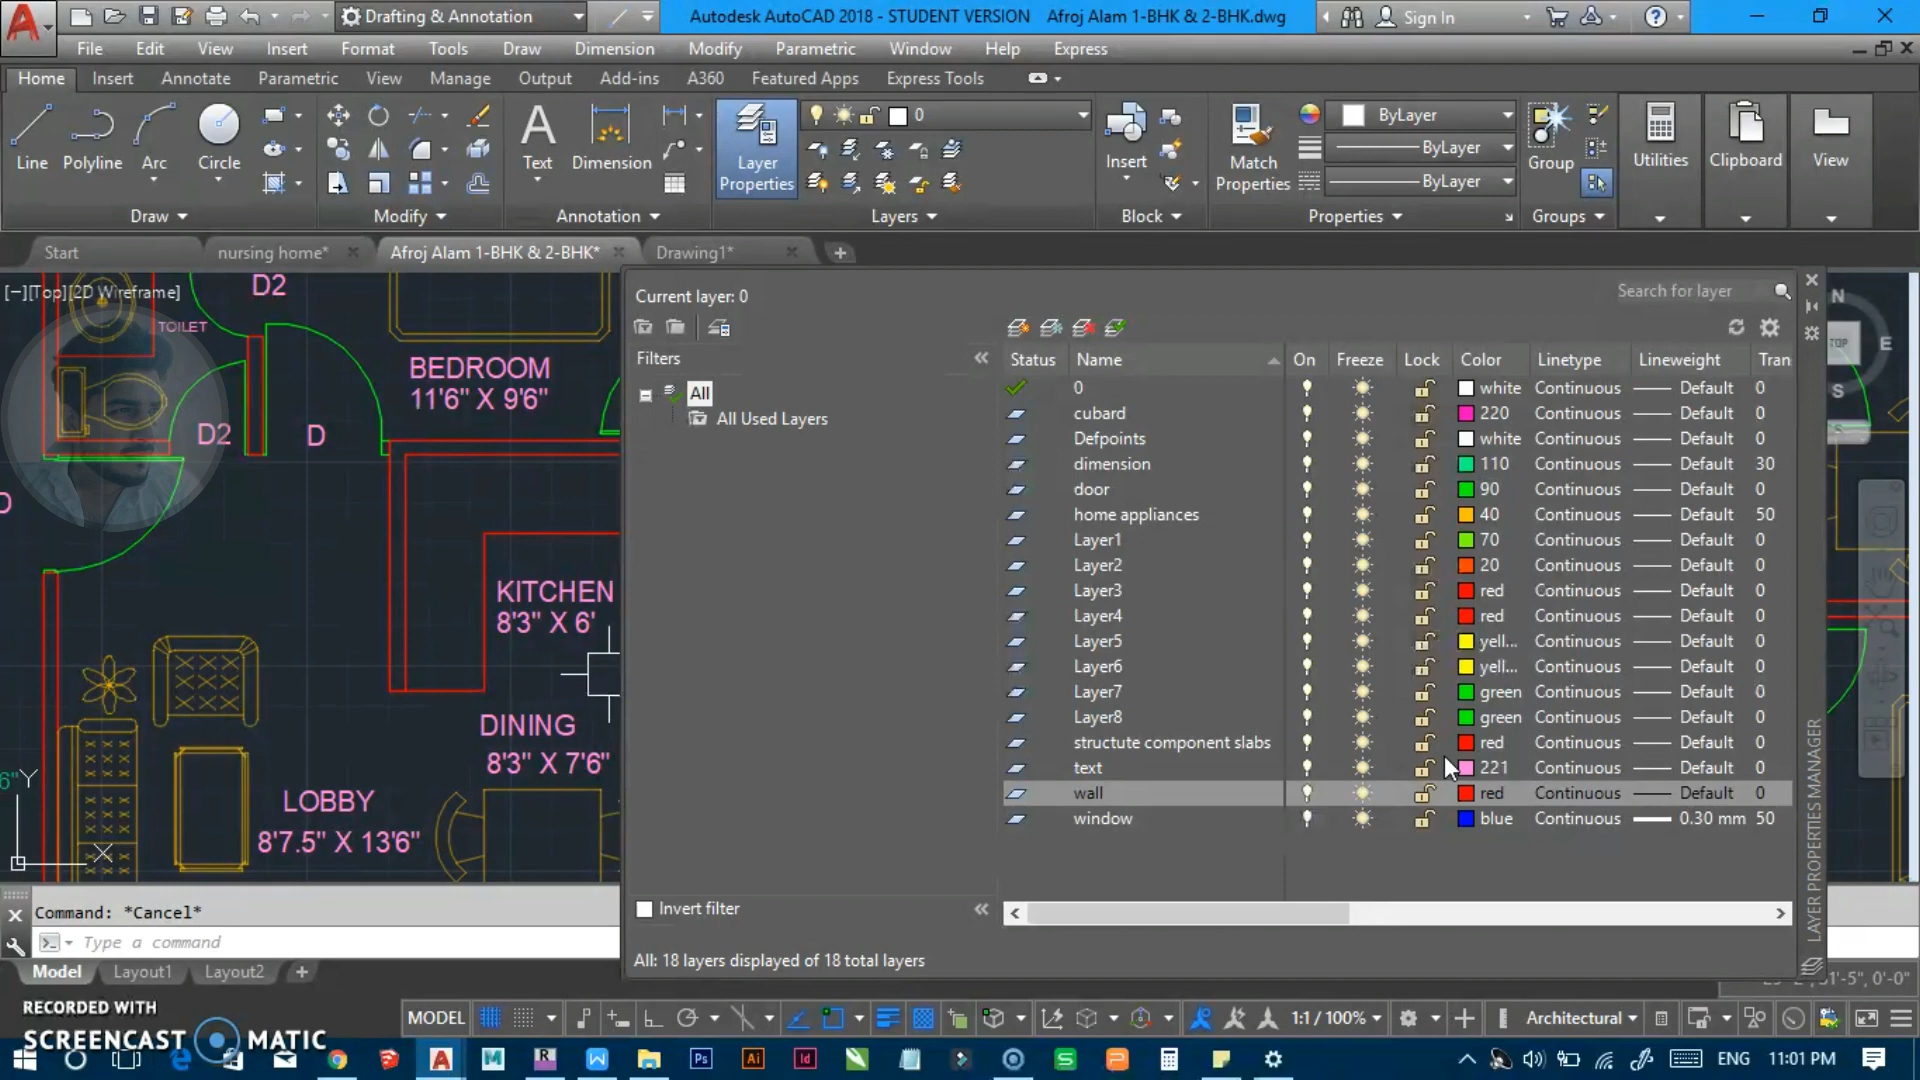 Drafting & Annotation
Autodesk AutoCAD 2018 - STUDENT VERSION Afroj Alam 1-BHK & 2-BHK.dwg
Sign In
File Edit View Insert Format Tools Draw Dimension Modify Parametric Window Help Express
Home Insert Annotate Parametric View Manage Output Add-ins A360 Featured Apps Express Tools
0
ByLayer
ByLayer
ByLayer
Line Polyline Arc Circle
Text Dimension
Layer Properties
Insert
Match Properties
Group
Utilities Clipboard View
Draw Modify Annotation Layers Block Properties Groups
Start nursing home* Afroj Alam 1-BHK & 2-BHK* Drawing1*
[−][Top][2D Wireframe]
D2
TOILET
BEDROOM
11'6" X 9'6"
D2
D
D
KITCHEN
8'3" X 6'
DINING
8'3" X 7'6"
LOBBY
8'7.5" X 13'6"
6"
Y
X
N
TOP
E
S
S
Current layer: 0
Search for layer
Filters
All
All Used Layers
Status Name On Freeze Lock Color Linetype Lineweight Tran
0 white Continuous Default 0
cubard 220 Continuous Default 0
Defpoints white Continuous Default 0
dimension 110 Continuous Default 30
door 90 Continuous Default 0
home appliances 40 Continuous Default 50
Layer1 70 Continuous Default 0
Layer2 20 Continuous Default 0
Layer3 red Continuous Default 0
Layer4 red Continuous Default 0
Layer5 yell... Continuous Default 0
Layer6 yell... Continuous Default 0
Layer7 green Continuous Default 0
Layer8 green Continuous Default 0
structute component slabs red Continuous Default 0
text 221 Continuous Default 0
wall red Continuous Default 0
window blue Continuous 0.30 mm 50
Invert filter
All: 18 layers displayed of 18 total layers
LAYER PROPERTIES MANAGER
Command: *Cancel*
Type a command
Model Layout1 Layout2
RECORDED WITH
SCREENCAST MATIC
MODEL
1:1 / 100%
Architectural
Ps Ai Id
ENG 11:01 PM